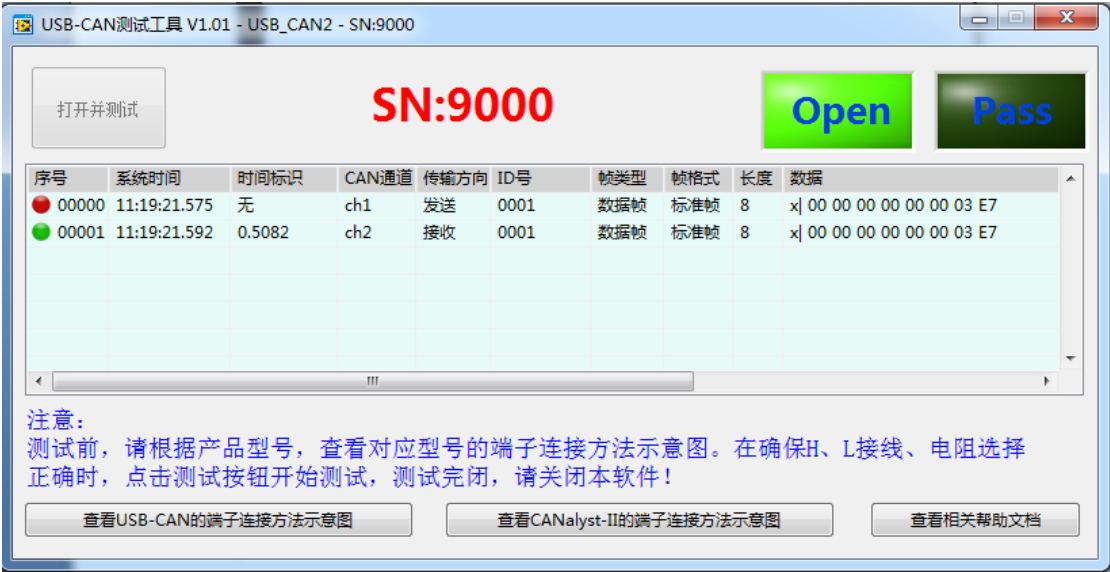 USB-CAN测试工具 V1.01 - USB_CAN2 - SN:9000
打开并测试
SN:9000
Open
Pass
序号 系统时间 时间标识 CAN通道 传输方向 ID号 帧类型 帧格式 长度 数据
00000 11:19:21.575 无 ch1 发送 0001 数据帧 标准帧 8 x| 00 00 00 00 00 00 03 E7
00001 11:19:21.592 0.5082 ch2 接收 0001 数据帧 标准帧 8 x| 00 00 00 00 00 00 03 E7
注意:
测试前，请根据产品型号，查看对应型号的端子连接方法示意图。在确保H、L接线、电阻选择
正确时，点击测试按钮开始测试，测试完闭，请关闭本软件！
查看USB-CAN的端子连接方法示意图
查看CANalyst-II的端子连接方法示意图
查看相关帮助文档